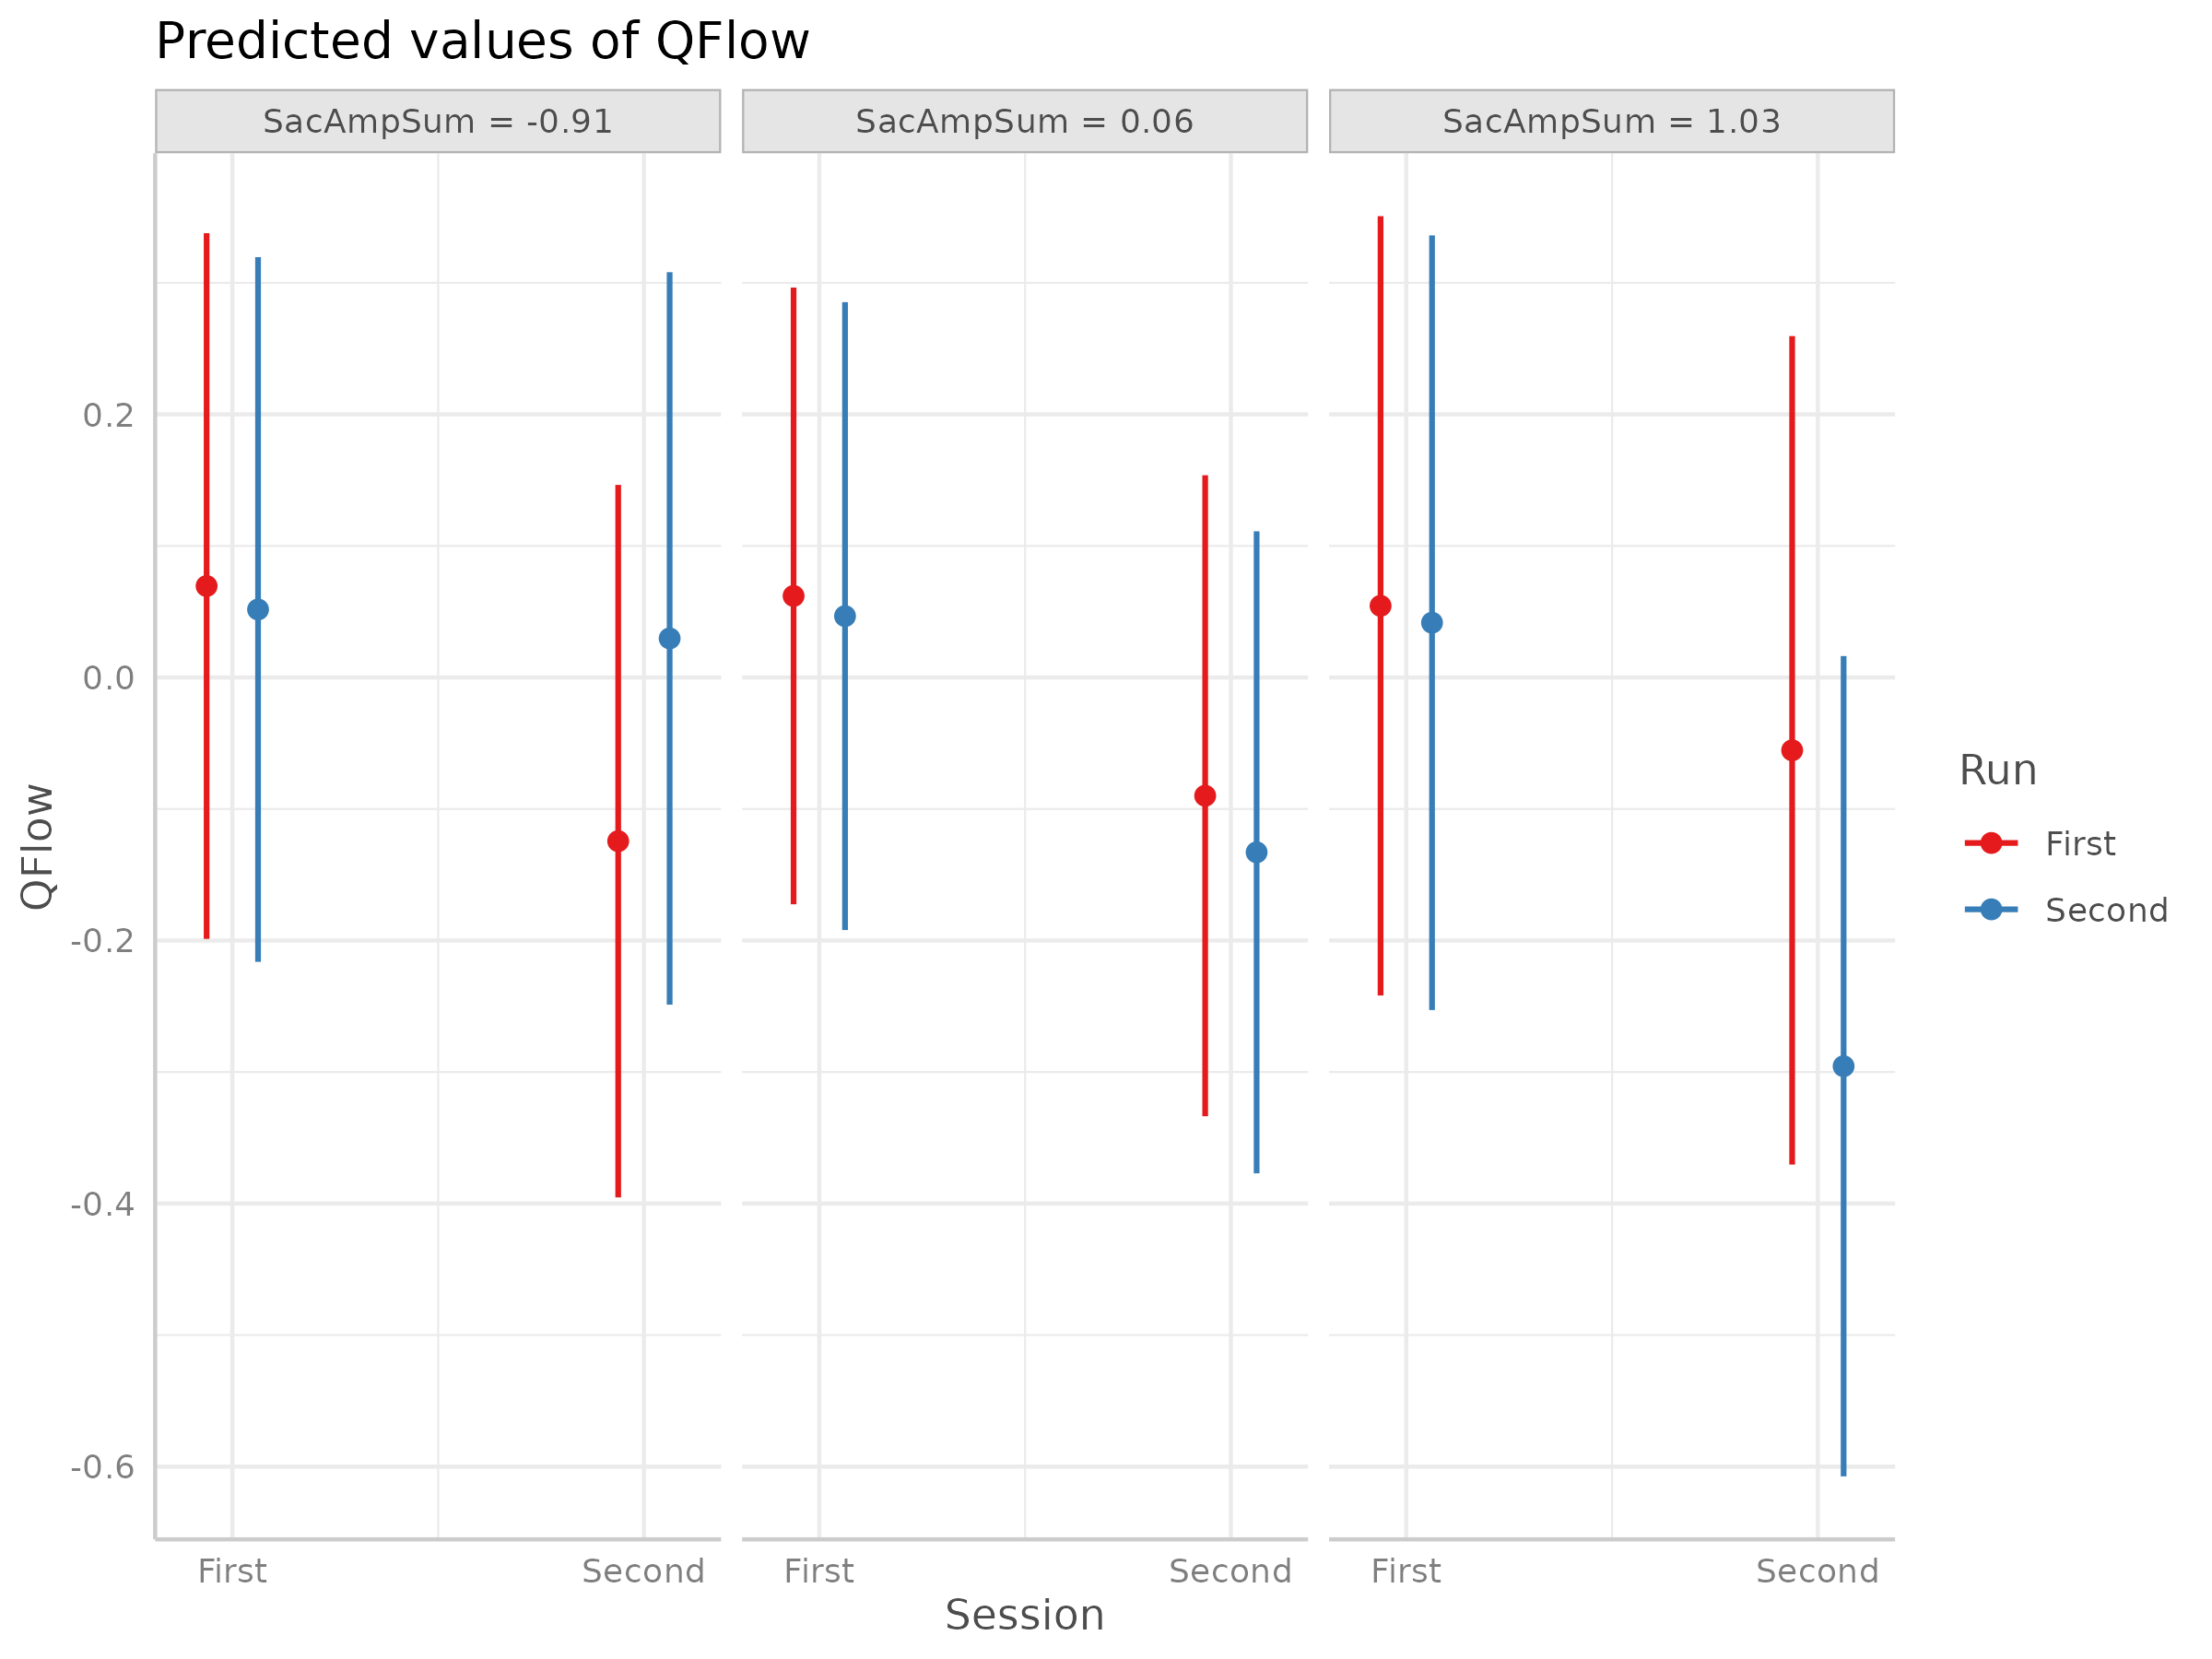 Predicted values of QFlow
SacAmpSum = -0.91
SacAmpSum = 0.06
SacAmpSum = 1.03
0.2
0.0
-0.2
-0.4
-0.6
QFlow
First
Second
First
Second
First
Second
Session
Run
First
Second